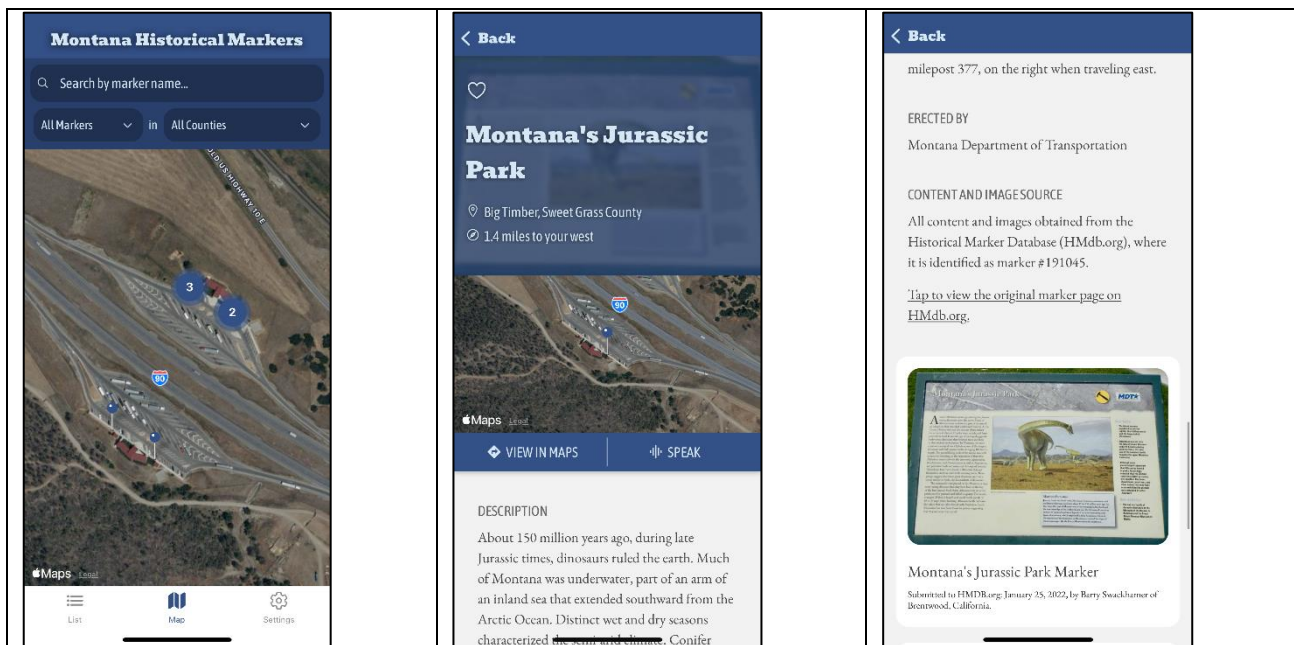 Montana Historical Markers
Search by marker name...
All Markers in All Counties
OLD US HIGHWAY 10 E
3
2
90
Maps Legal
List Map Settings
Back
Montana's Jurassic
Park
Big Timber, Sweet Grass County
1.4 miles to your west
90
Maps Legal
VIEW IN MAPS SPEAK
DESCRIPTION
About 150 million years ago, during late
Jurassic times, dinosaurs ruled the earth. Much
of Montana was underwater, part of an arm of
an inland sea that extended southward from the
Arctic Ocean. Distinct wet and dry seasons
characterized the semi-arid climate. Conifer
Back
milepost 377, on the right when traveling east.
ERECTED BY
Montana Department of Transportation
CONTENT AND IMAGE SOURCE
All content and images obtained from the
Historical Marker Database (HMdb.org), where
it is identified as marker #191045.
Tap to view the original marker page on
HMdb.org.
Montana's Jurassic Park
MDT
Montana's Jurassic Park Marker
Submitted to HMDB.org: January 25, 2022, by Barry Swackhamer of
Brentwood, California.